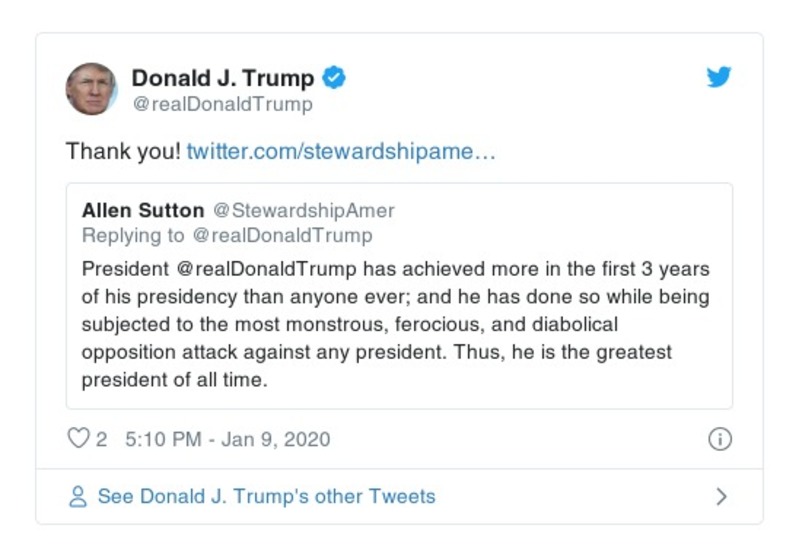 Donald J. Trump
@realDonaldTrump
Thank you! twitter.com/stewardshipame…
Allen Sutton @StewardshipAmer
Replying to @realDonaldTrump
President @realDonaldTrump has achieved more in the first 3 years
of his presidency than anyone ever; and he has done so while being
subjected to the most monstrous, ferocious, and diabolical
opposition attack against any president. Thus, he is the greatest
president of all time.
2 5:10 PM - Jan 9, 2020
See Donald J. Trump's other Tweets